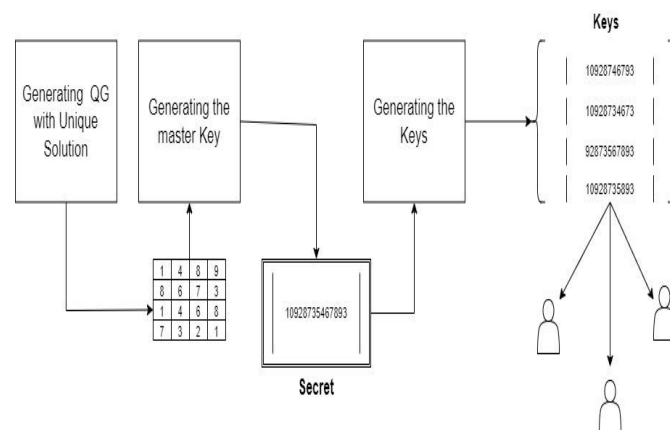 Keys
Generating QG
with Unique
Solution
Generating the
master Key
Generating the
Keys
10928746793
10928734673
92873567893
10928735893
1 4 8 9
8 6 7 3
1 4 6 8
7 3 2 1
10928735467893
Secret